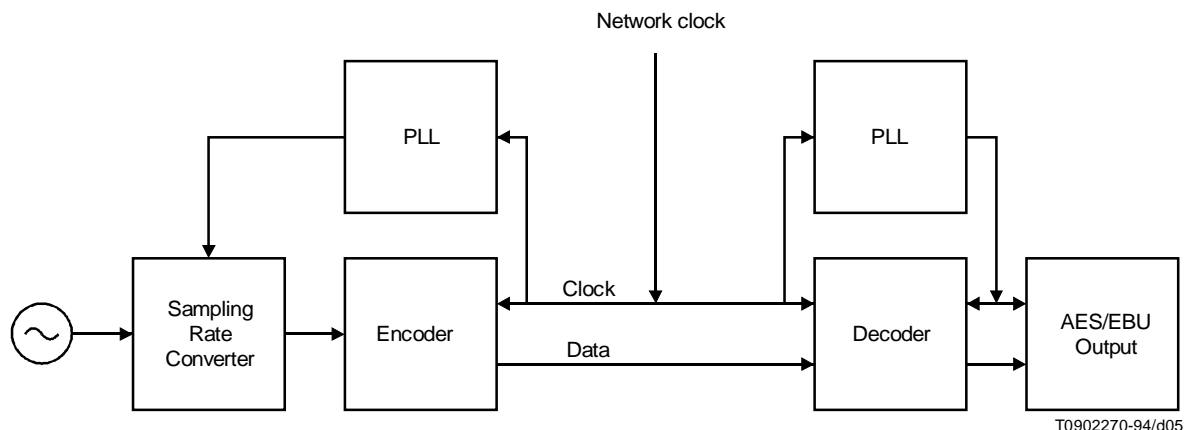 Network clock
PLL
PLL
Sampling
Rate
Converter
Encoder
Clock
Data
Decoder
AES/EBU
Output
T0902270-94/d05